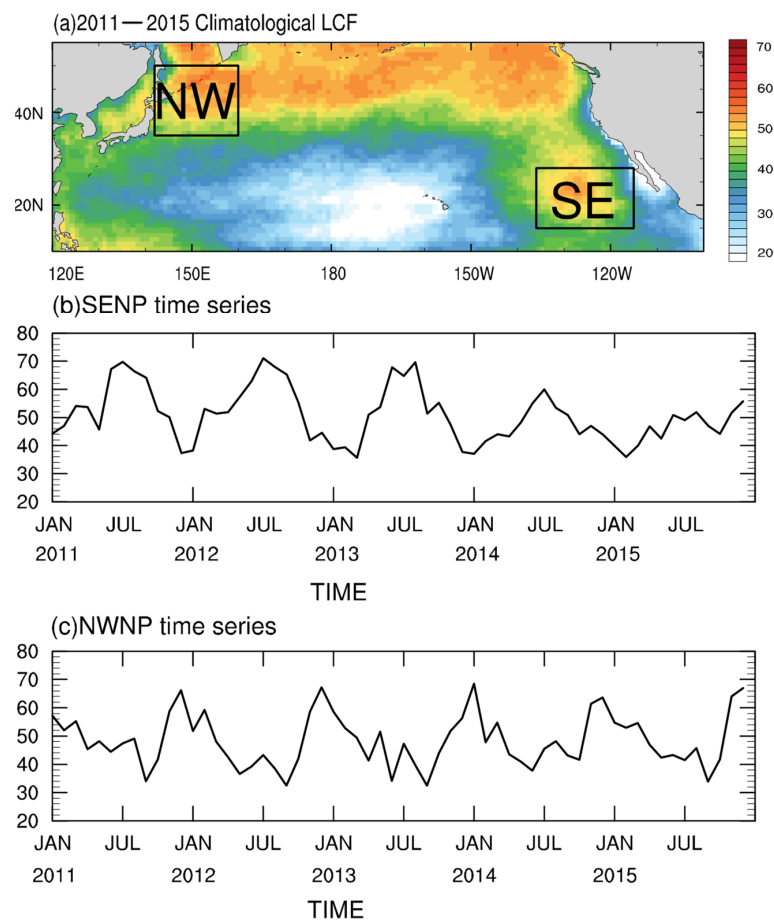 (a)2011—2015 Climatological LCF
NW
SE
40N
20N
120E 150E 180 150W 120W
70
60
50
40
30
20
(b)SENP time series
80
70
60
50
40
30
20
JAN JUL JAN JUL JAN JUL JAN JUL JAN JUL
2011 2012 2013 2014 2015
TIME
(c)NWNP time series
80
70
60
50
40
30
20
JAN JUL JAN JUL JAN JUL JAN JUL JAN JUL
2011 2012 2013 2014 2015
TIME